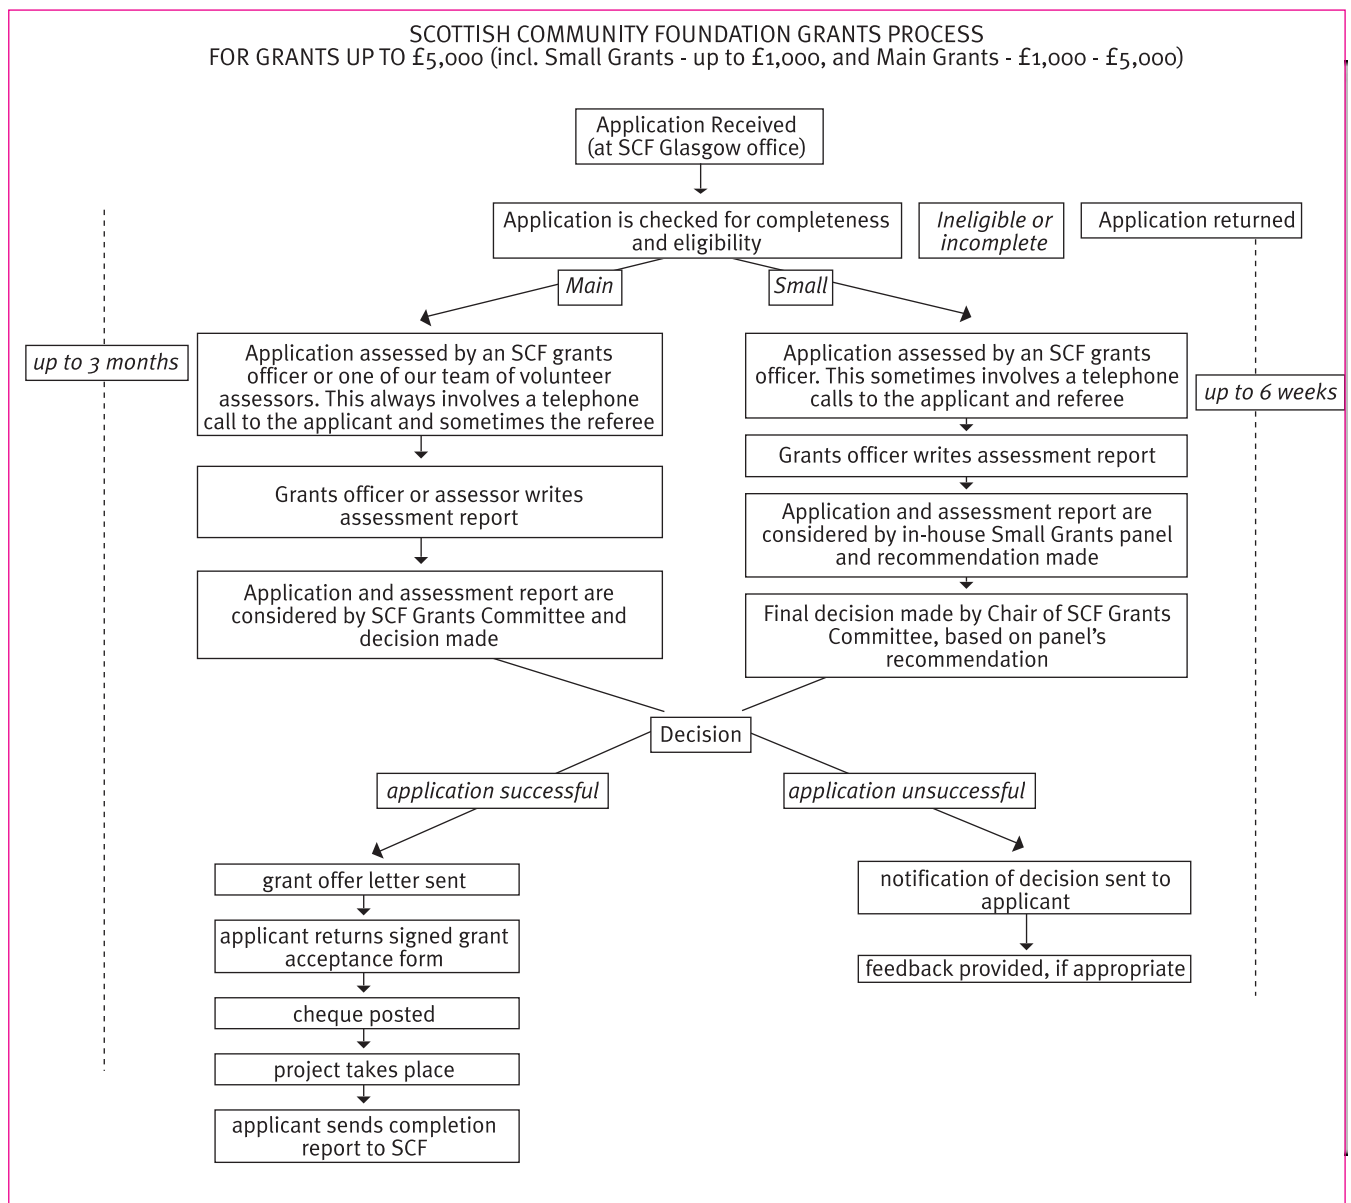 SCOTTISH COMMUNITY FOUNDATION GRANTS PROCESS
FOR GRANTS UP TO £5,000 (incl. Small Grants - up to £1,000, and Main Grants - £1,000 - £5,000)
Application Received
(at SCF Glasgow office)
Application is checked for completeness
and eligibility
Ineligible or
incomplete
Application returned
Main
Small
up to 3 months
Application assessed by an SCF grants
officer or one of our team of volunteer
assessors. This always involves a telephone
call to the applicant and sometimes the referee
Grants officer or assessor writes
assessment report
Application and assessment report are
considered by SCF Grants Committee and
decision made
Application assessed by an SCF grants
officer. This sometimes involves a telephone
calls to the applicant and referee
up to 6 weeks
Grants officer writes assessment report
Application and assessment report are
considered by in-house Small Grants panel
and recommendation made
Final decision made by Chair of SCF Grants
Committee, based on panel’s
recommendation
Decision
application successful
application unsuccessful
grant offer letter sent
applicant returns signed grant
acceptance form
cheque posted
project takes place
applicant sends completion
report to SCF
notification of decision sent to
applicant
feedback provided, if appropriate